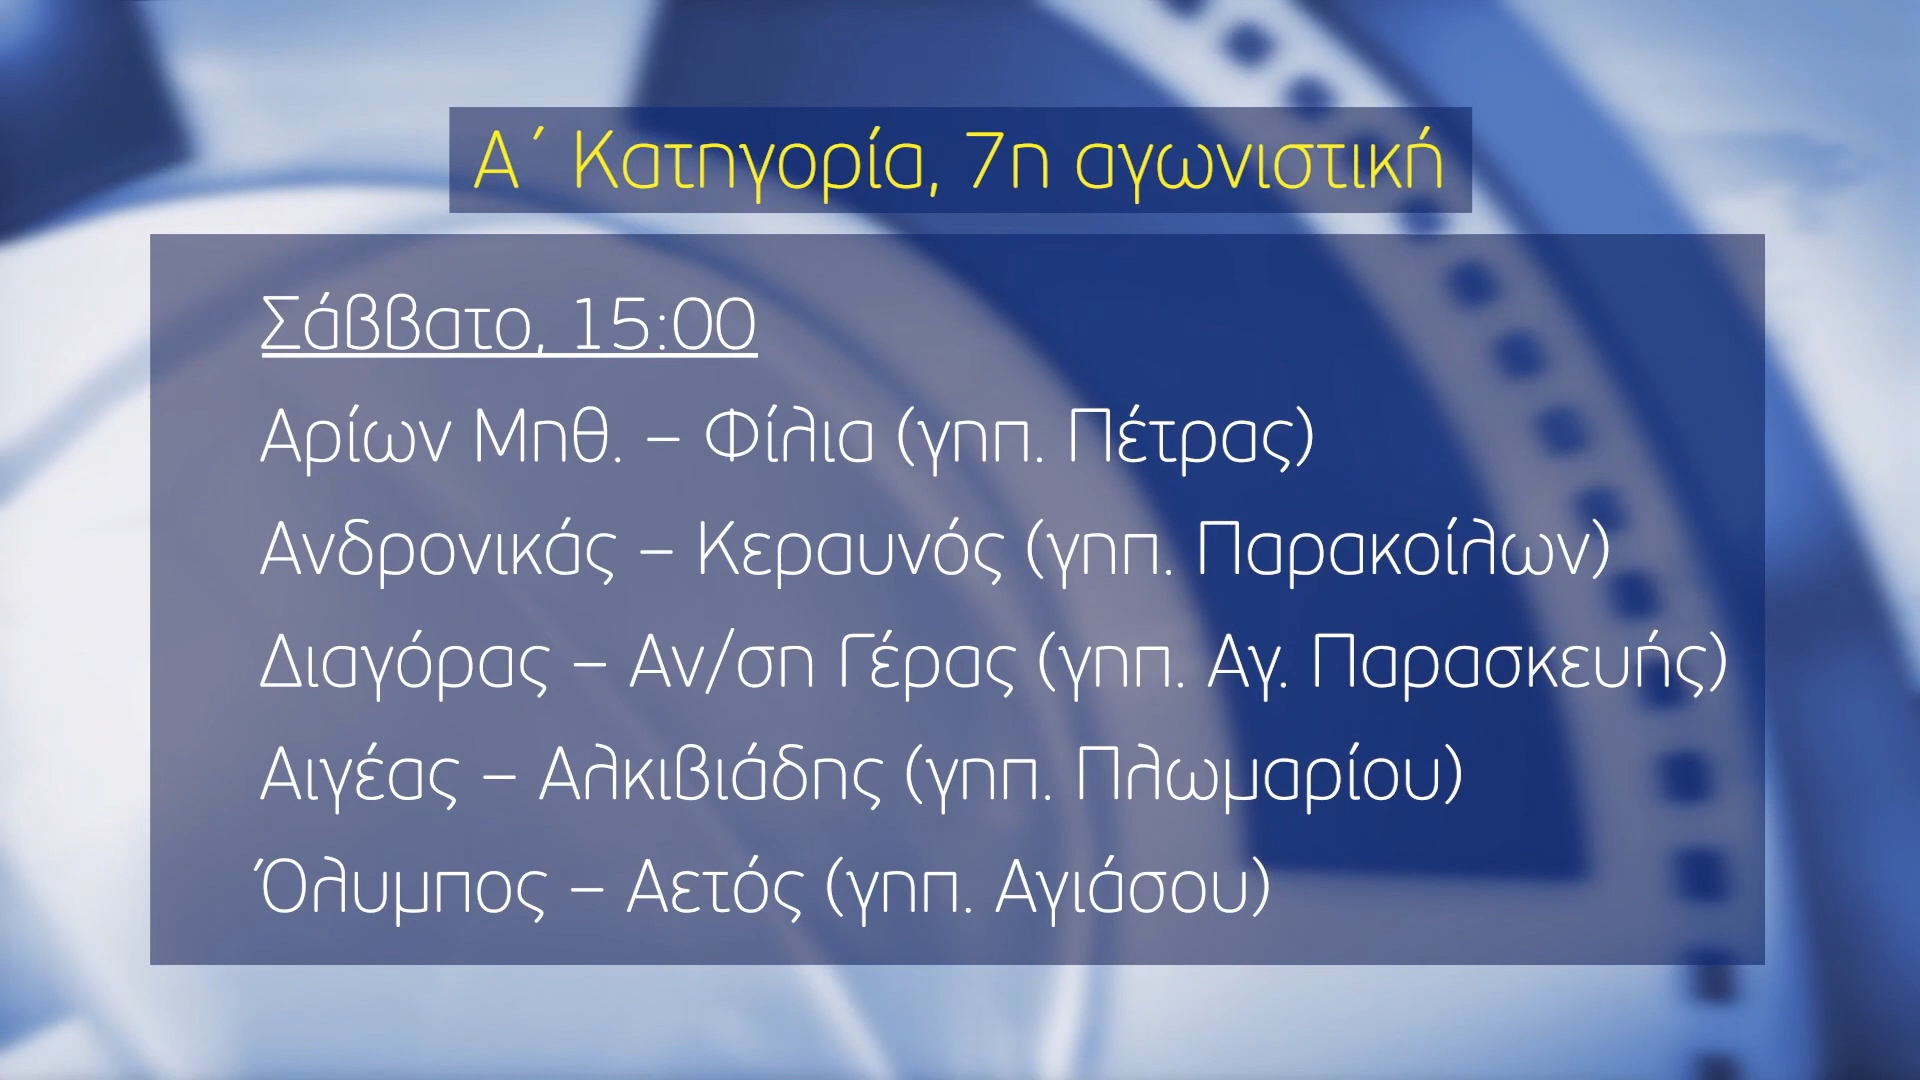 Α΄ Κατηγορία, 7η αγωνιστική
Σάββατο, 15:00
Αρίων Μηθ. – Φίλια (γηπ. Πέτρας)
Ανδρονικάς – Κεραυνός (γηπ. Παρακοίλων)
Διαγόρας – Αν/ση Γέρας (γηπ. Αγ. Παρασκευής)
Αιγέας – Αλκιβιάδης (γηπ. Πλωμαρίου)
Όλυμπος – Αετός (γηπ. Αγιάσου)